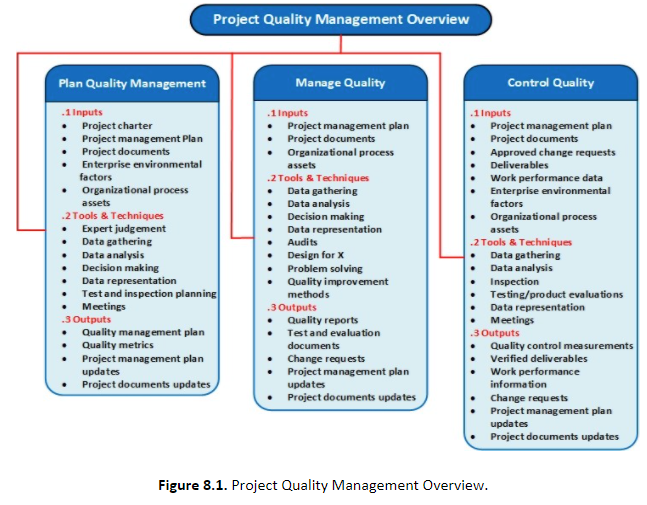 Project Quality Management Overview
Plan Quality Management
.1 Inputs
• Project charter
• Project management Plan
• Project documents
• Enterprise environmental
factors
• Organizational process
assets
.2 Tools & Techniques
• Expert judgement
• Data gathering
• Data analysis
• Decision making
• Data representation
• Test and inspection planning
• Meetings
.3 Outputs
• Quality management plan
• Quality metrics
• Project management plan
updates
• Project documents updates
Manage Quality
.1 Inputs
• Project management plan
• Project documents
• Organizational process
assets
.2 Tools & Techniques
• Data gathering
• Data analysis
• Decision making
• Data representation
• Audits
• Design for X
• Problem solving
• Quality improvement
methods
.3 Outputs
• Quality reports
• Test and evaluation
documents
• Change requests
• Project management plan
updates
• Project documents updates
Control Quality
.1 Inputs
• Project management plan
• Project documents
• Approved change requests
• Deliverables
• Work performance data
• Enterprise environmental
factors
• Organizational process
assets
.2 Tools & Techniques
• Data gathering
• Data analysis
• Inspection
• Testing/product evaluations
• Data representation
• Meetings
.3 Outputs
• Quality control measurements
• Verified deliverables
• Work performance
information
• Change requests
• Project management plan
updates
• Project documents updates
Figure 8.1. Project Quality Management Overview.